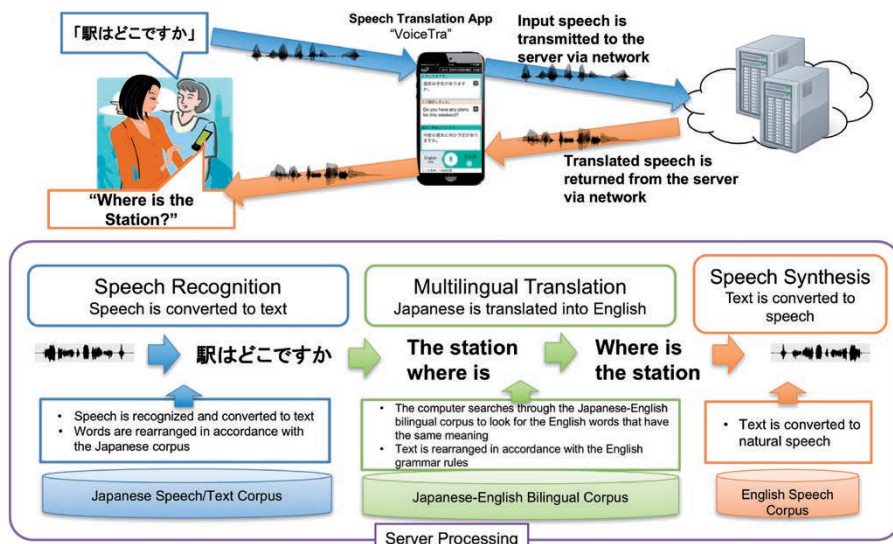 「駅はどこですか」
Speech Translation App
“VoiceTra”
Input speech is
transmitted to the
server via network
Do you have any plans
for this weekend?
English
Translated speech is
returned from the server
via network
“Where is the
Station?”
Speech Recognition
Speech is converted to text
Multilingual Translation
Japanese is translated into English
Speech Synthesis
Text is converted to
speech
駅はどこですか
The station
where is
Where is
the station
• Speech is recognized and converted to text
• Words are rearranged in accordance with
the Japanese corpus
• The computer searches through the Japanese-English
bilingual corpus to look for the English words that have
the same meaning
• Text is rearranged in accordance with the English
grammar rules
• Text is converted to
natural speech
Japanese Speech/Text Corpus
Japanese-English Bilingual Corpus
English Speech
Corpus
Server Processing